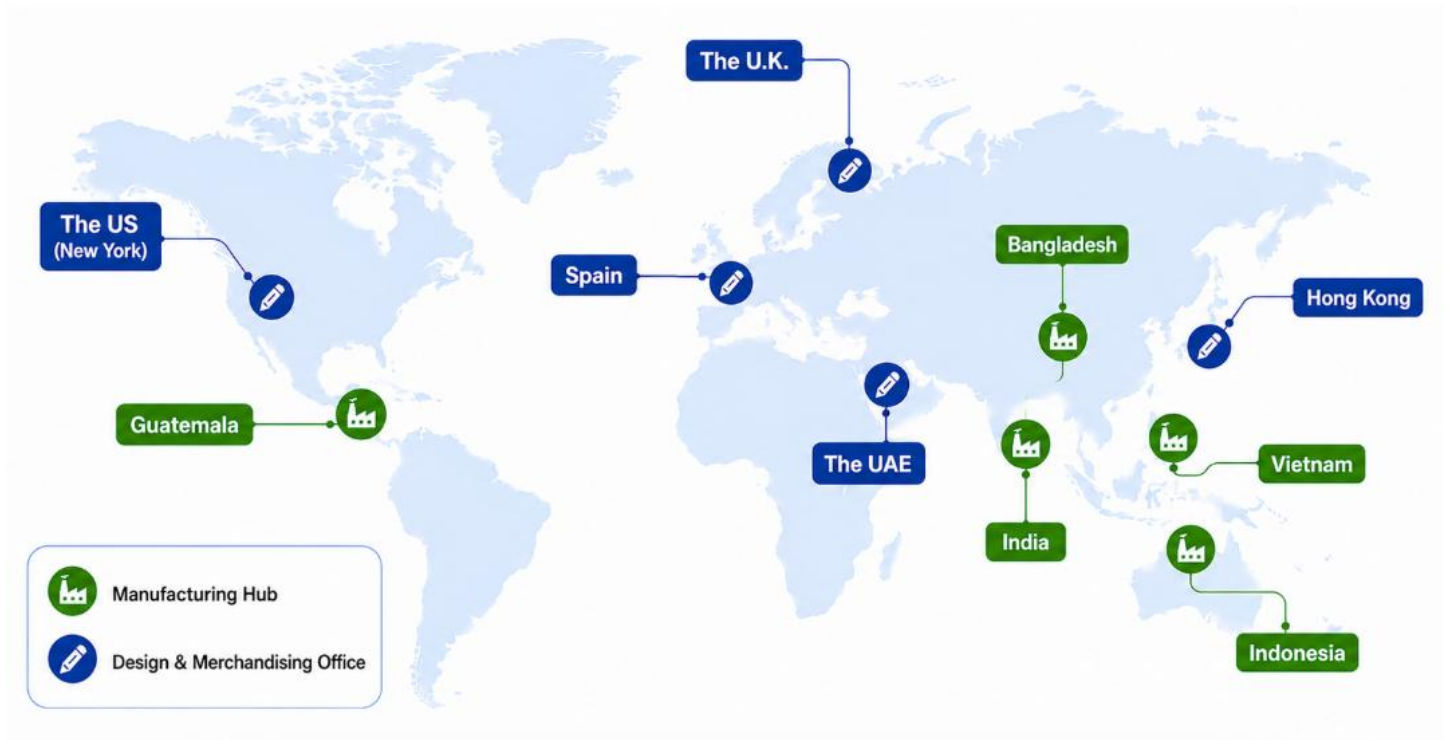 The U.K.
The US
(New York)
Bangladesh
Spain
Hong Kong
Guatemala
The UAE
Vietnam
India
Manufacturing Hub
Indonesia
Design & Merchandising Office